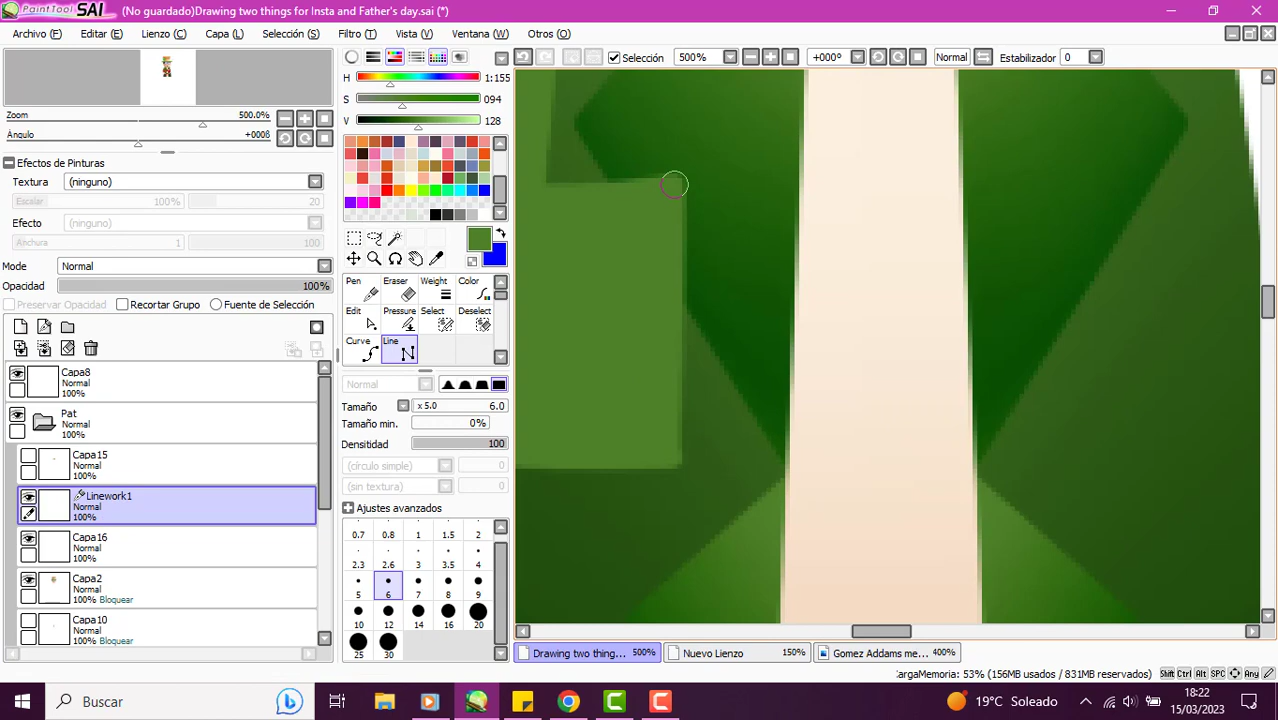 PaintTool SAI (No guardado)Drawing two things for Insta and Father's day.sai (*)
Archivo (F) Editar (E) Lienzo (C) Capa (L) Selección (S) Filtro (T) Vista (V) Ventana (W) Otros (O)
Selección 500% +000° Normal Estabilizador 0
H 1:155
S 094
V 128
Zoom 500.0%
Ángulo +000ß
Efectos de Pinturas
Textura (ninguno)
Escalar 100% 20
Efecto (ninguno)
Anchura 1 100
Mode Normal
Opacidad 100%
Preservar Opacidad Recortar Grupo Fuente de Selección
Capa8
Normal
100%
Pat
Normal
100%
Capa15
Normal
100%
Linework1
Normal
100%
Capa16
Normal
100%
Capa2
Normal
100% Bloquear
Capa10
Normal
100% Bloquear
Pen Eraser Weight Color
Edit Pressure Select Deselect
Curve Line
Normal
Tamaño x 5.0 6.0
Tamaño min. 0%
Densitidad 100
(círculo simple) 0
(sin textura) 0
Ajustes avanzados
0.7 0.8 1 1.5 2
2.3 2.6 3 3.5 4
5 6 7 8 9
10 12 14 16 20
25 30
Drawing two thing... 500% Nuevo Lienzo 150% Gomez Addams me... 400%
CargaMemoria: 53% (156MB usados / 831MB reservados) Shift Ctrl Alt SPC Any
Buscar
19°C Soleado
18:22
15/03/2023